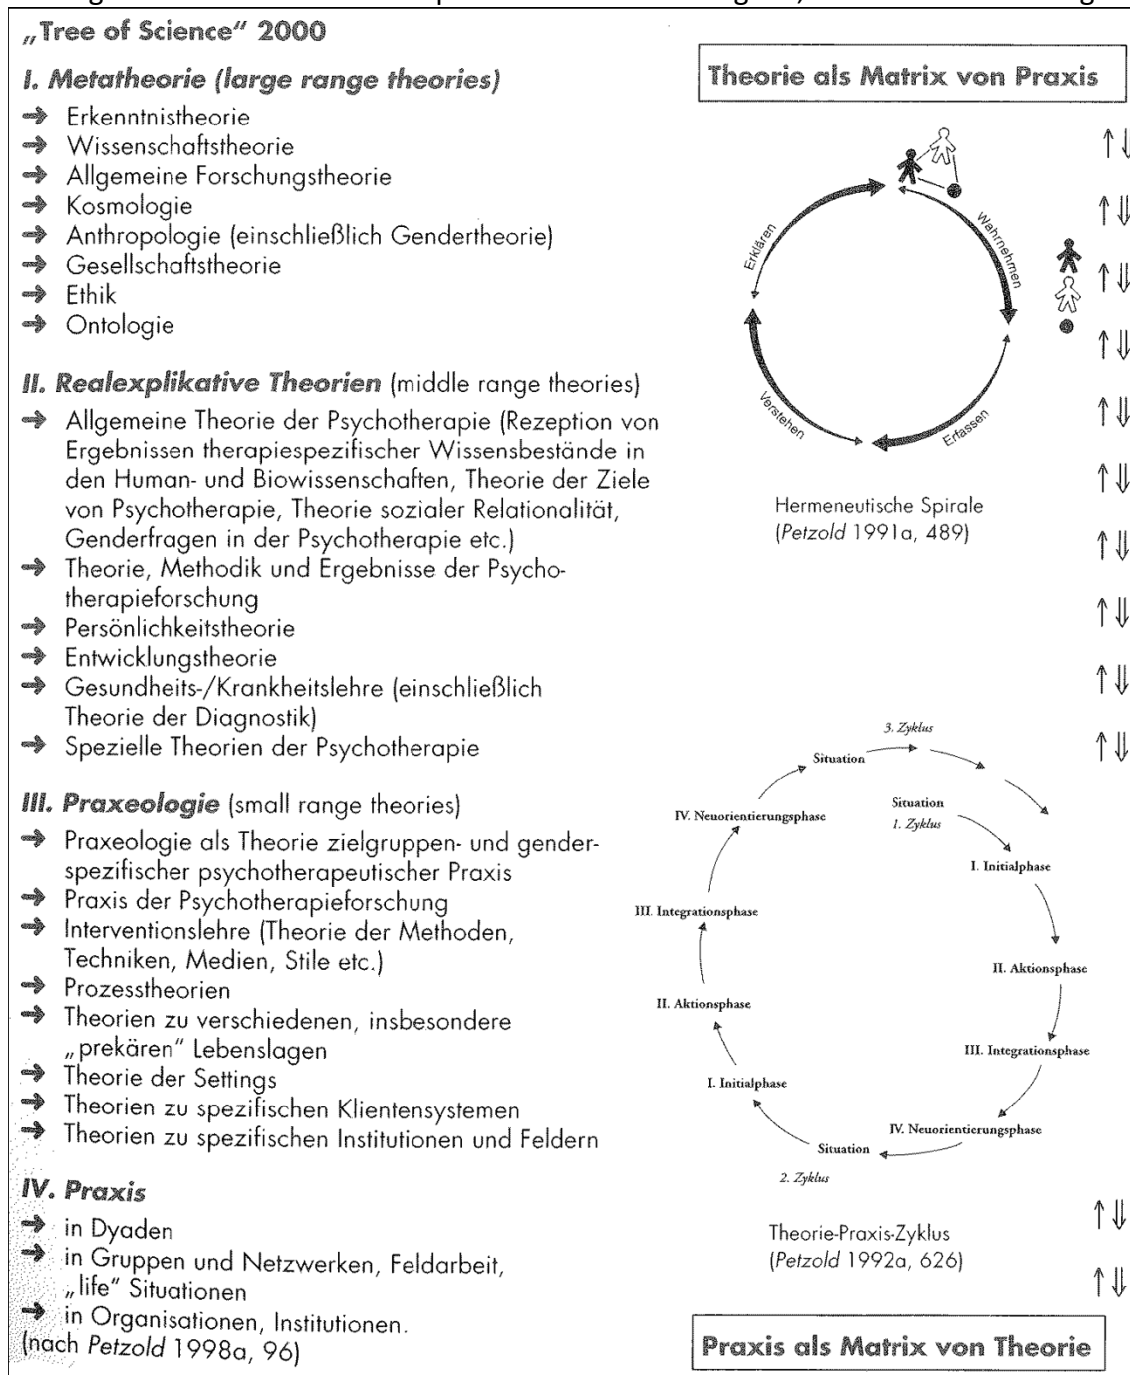 „Tree of Science“ 2000
I. Metatheorie (large range theories)
➔ Erkenntnistheorie
➔ Wissenschaftstheorie
➔ Allgemeine Forschungstheorie
➔ Kosmologie
➔ Anthropologie (einschließlich Gendertheorie)
➔ Gesellschaftstheorie
➔ Ethik
➔ Ontologie
II. Realexplikative Theorien (middle range theories)
➔ Allgemeine Theorie der Psychotherapie (Rezeption von
Ergebnissen therapiespezifischer Wissensbestände in
den Human- und Biowissenschaften, Theorie der Ziele
von Psychotherapie, Theorie sozialer Relationalität,
Genderfragen in der Psychotherapie etc.)
➔ Theorie, Methodik und Ergebnisse der Psycho-
therapieforschung
➔ Persönlichkeitstheorie
➔ Entwicklungstheorie
➔ Gesundheits-/Krankheitslehre (einschließlich
Theorie der Diagnostik)
➔ Spezielle Theorien der Psychotherapie
III. Praxeologie (small range theories)
➔ Praxeologie als Theorie zielgruppen- und gender-
spezifischer psychotherapeutischer Praxis
➔ Praxis der Psychotherapieforschung
➔ Interventionslehre (Theorie der Methoden,
Techniken, Medien, Stile etc.)
➔ Prozesstheorien
➔ Theorien zu verschiedenen, insbesondere
„prekären“ Lebenslagen
➔ Theorie der Settings
➔ Theorien zu spezifischen Klientensystemen
➔ Theorien zu spezifischen Institutionen und Feldern
IV. Praxis
➔ in Dyaden
➔ in Gruppen und Netzwerken, Feldarbeit,
„life“ Situationen
➔ in Organisationen, Institutionen.
(nach Petzold 1998a, 96)
Theorie als Matrix von Praxis
Wahrnehmen
Erfassen
Verstehen
Erklären
Hermeneutische Spirale
(Petzold 1991a, 489)
3. Zyklus
Situation
Situation
1. Zyklus
I. Initialphase
II. Aktionsphase
III. Integrationsphase
IV. Neuorientierungsphase
Situation
2. Zyklus
I. Initialphase
II. Aktionsphase
III. Integrationsphase
IV. Neuorientierungsphase
Theorie-Praxis-Zyklus
(Petzold 1992a, 626)
Praxis als Matrix von Theorie